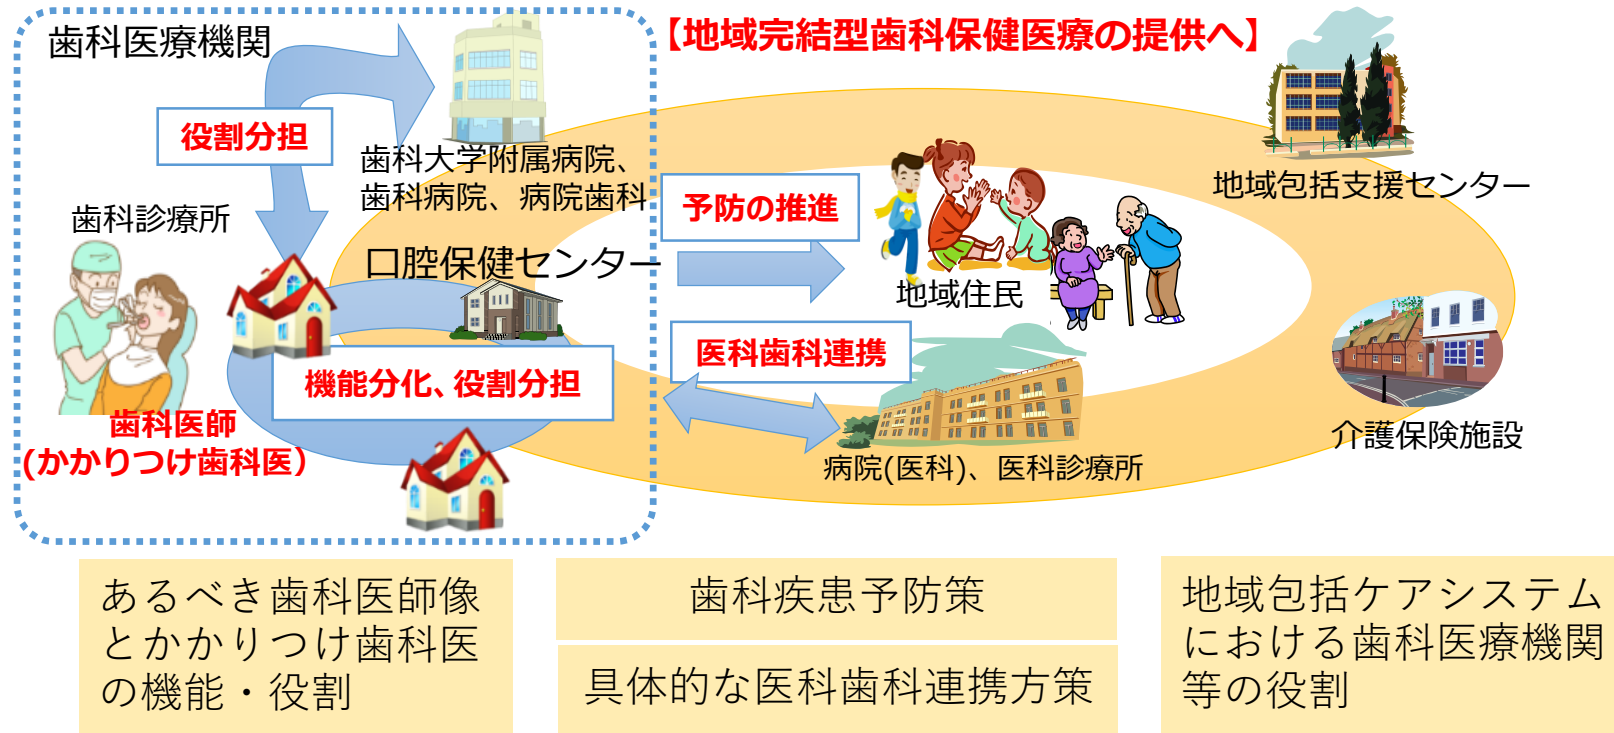 歯科医療機関
【地域完結型歯科保健医療の提供へ】
役割分担
歯科大学附属病院、
歯科病院、病院歯科
歯科診療所
口腔保健センター
機能分化、役割分担
歯科医師
(かかりつけ歯科医）
予防の推進
地域住民
医科歯科連携
病院(医科)、医科診療所
地域包括支援センター
介護保険施設
あるべき歯科医師像
とかかりつけ歯科医
の機能・役割
歯科疾患予防策
具体的な医科歯科連携方策
地域包括ケアシステム
における歯科医療機関
等の役割